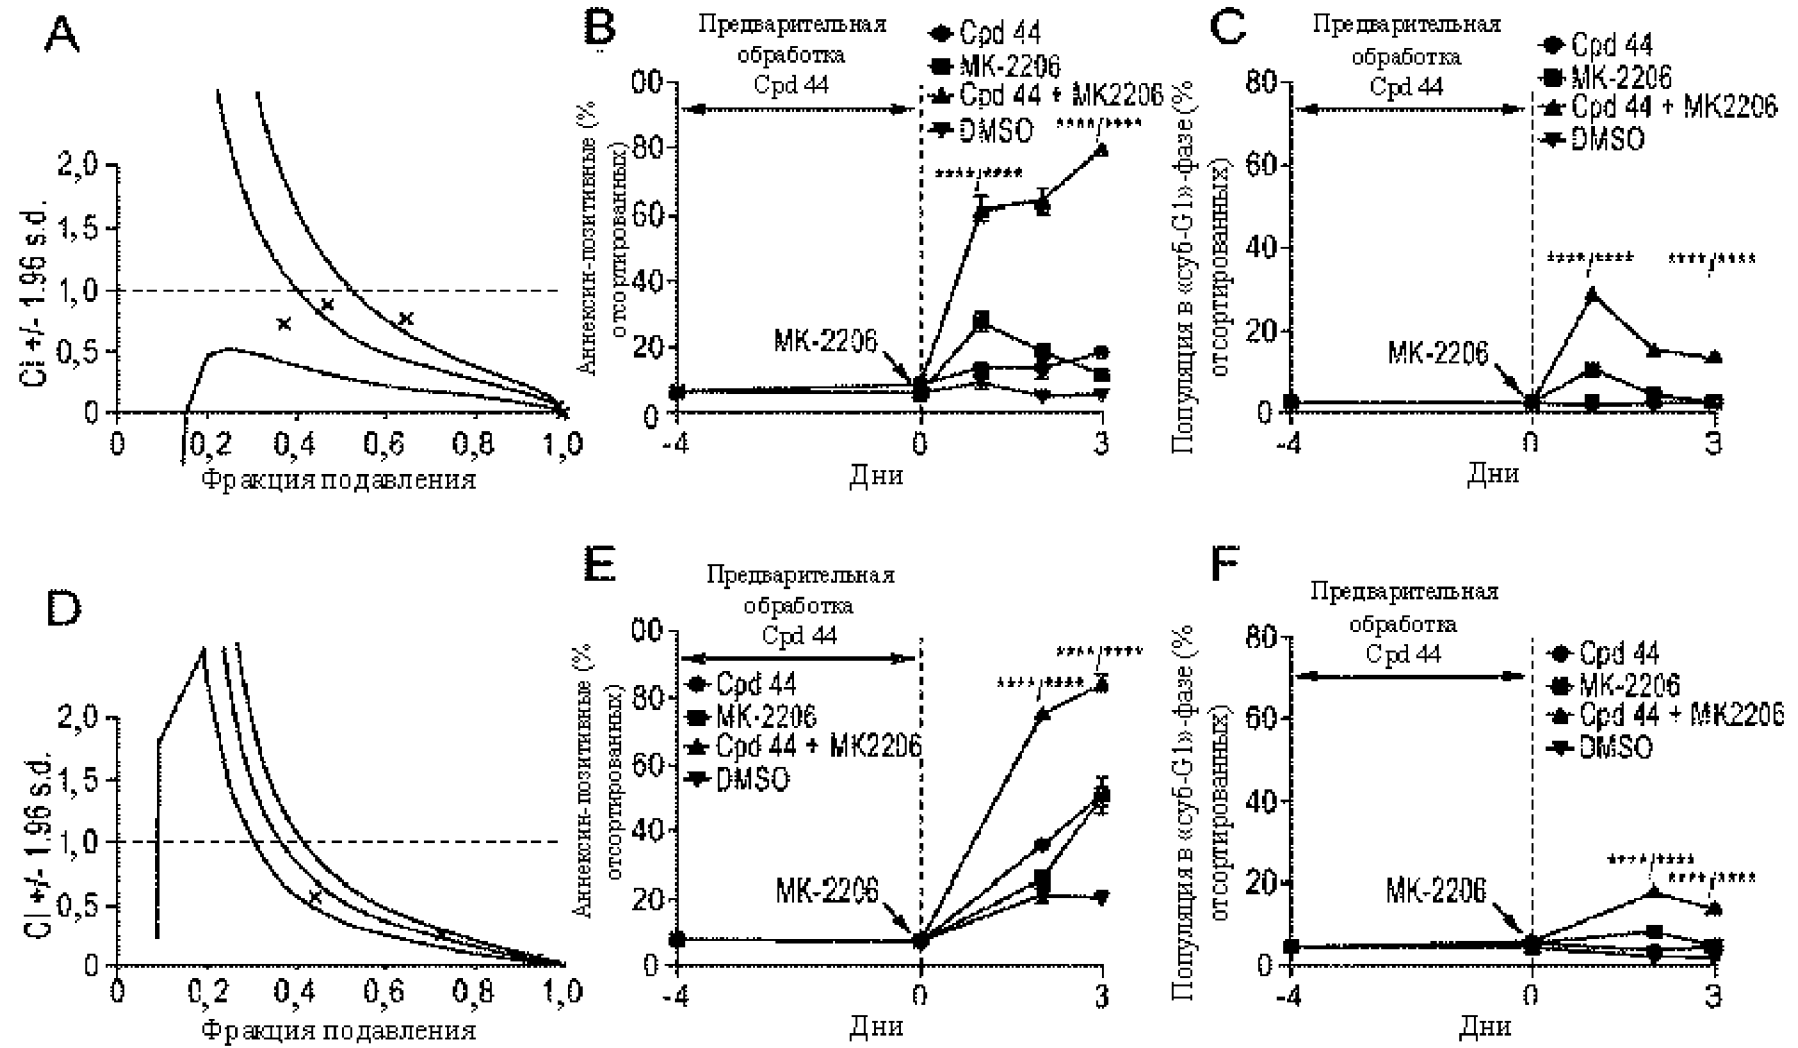 A
CI +/- 1.96 s.d.
2,0
1,5
1,0
0,5
0
0
0,2
0,4
0,6
0,8
1,0
Фракция подавления
B
Предварительная
обработка
Cpd 44
Cpd 44
MK-2206
Cpd 44 + MK2206
DMSO
****/****
****/****
Аннексин-позитивные (%
отсортированных)
00
80
60
40
20
0
MK-2206
-4
0
3
Дни
C
Предварительная
обработка
Cpd 44
Cpd 44
MK-2206
Cpd 44 + MK2206
DMSO
****/****
****/****
Популяция в «суб-G1»-фазе (%
отсортированных)
80
60
40
20
0
MK-2206
-4
0
3
Дни
D
CI +/- 1.96 s.d.
2,0
1,5
1,0
0,5
0
0
0,2
0,4
0,6
0,8
1,0
Фракция подавления
E
Предварительная
обработка
Cpd 44
Cpd 44
MK-2206
Cpd 44 + MK2206
DMSO
****/****
****/****
Аннексин-позитивные (%
отсортированных)
00
80
60
40
20
0
MK-2206
-4
0
3
Дни
F
Предварительная
обработка
Cpd 44
Cpd 44
MK-2206
Cpd 44 + MK2206
DMSO
****/****
****/****
Популяция в «суб-G1»-фазе (%
отсортированных)
80
60
40
20
0
MK-2206
-4
0
3
Дни